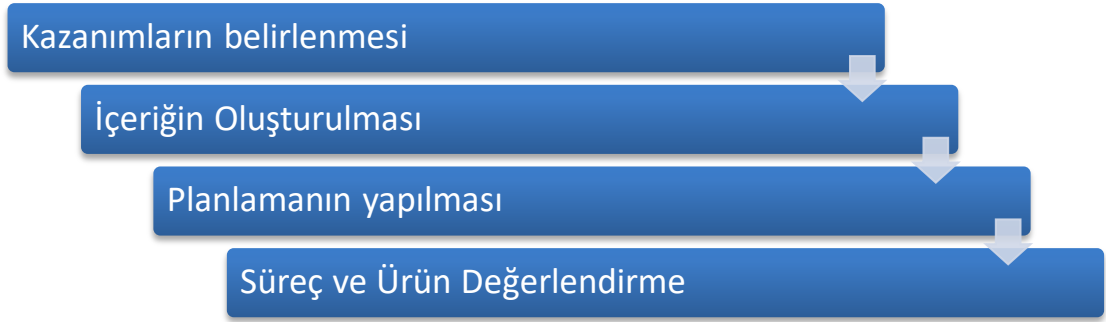 Kazanımların belirlenmesi
İçeriğin Oluşturulması
Planlamanın yapılması
Süreç ve Ürün Değerlendirme